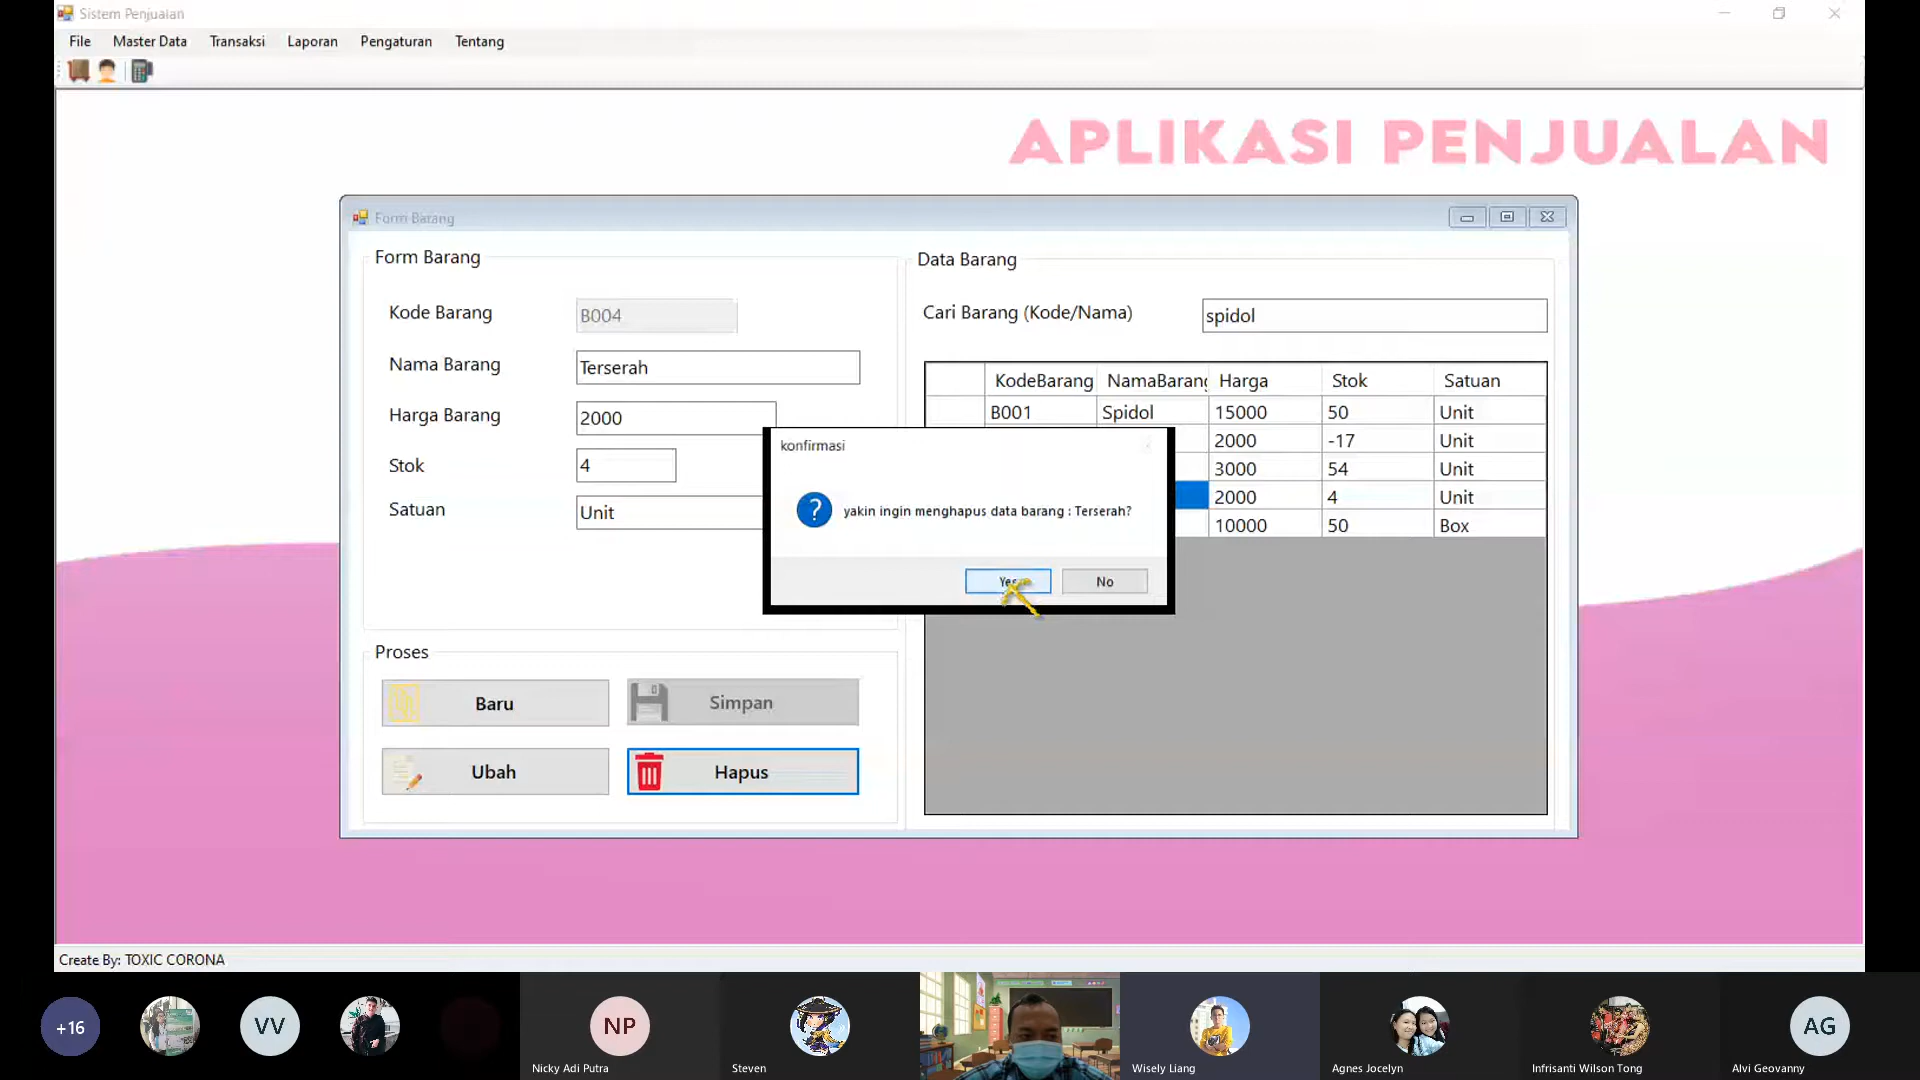 Sistem Penjualan
File Master Data Transaksi Laporan Pengaturan Tentang
APLIKASI PENJUALAN
Form Barang
Form Barang
Kode Barang B004
Nama Barang Terserah
Harga Barang 2000
Stok 4
Satuan Unit
Data Barang
Cari Barang (Kode/Nama) spidol
KodeBarang NamaBarang Harga Stok Satuan
B001 Spidol 15000 50 Unit
2000 -17 Unit
3000 54 Unit
2000 4 Unit
10000 50 Box
konfirmasi
? yakin ingin menghapus data barang : Terserah?
Yes No
Proses
Baru Simpan
Ubah Hapus
Create By: TOXIC CORONA
+16 VV NP AG
Nicky Adi Putra Steven Wisely Liang Agnes Jocelyn Infrisanti Wilson Tong Alvi Geovanny